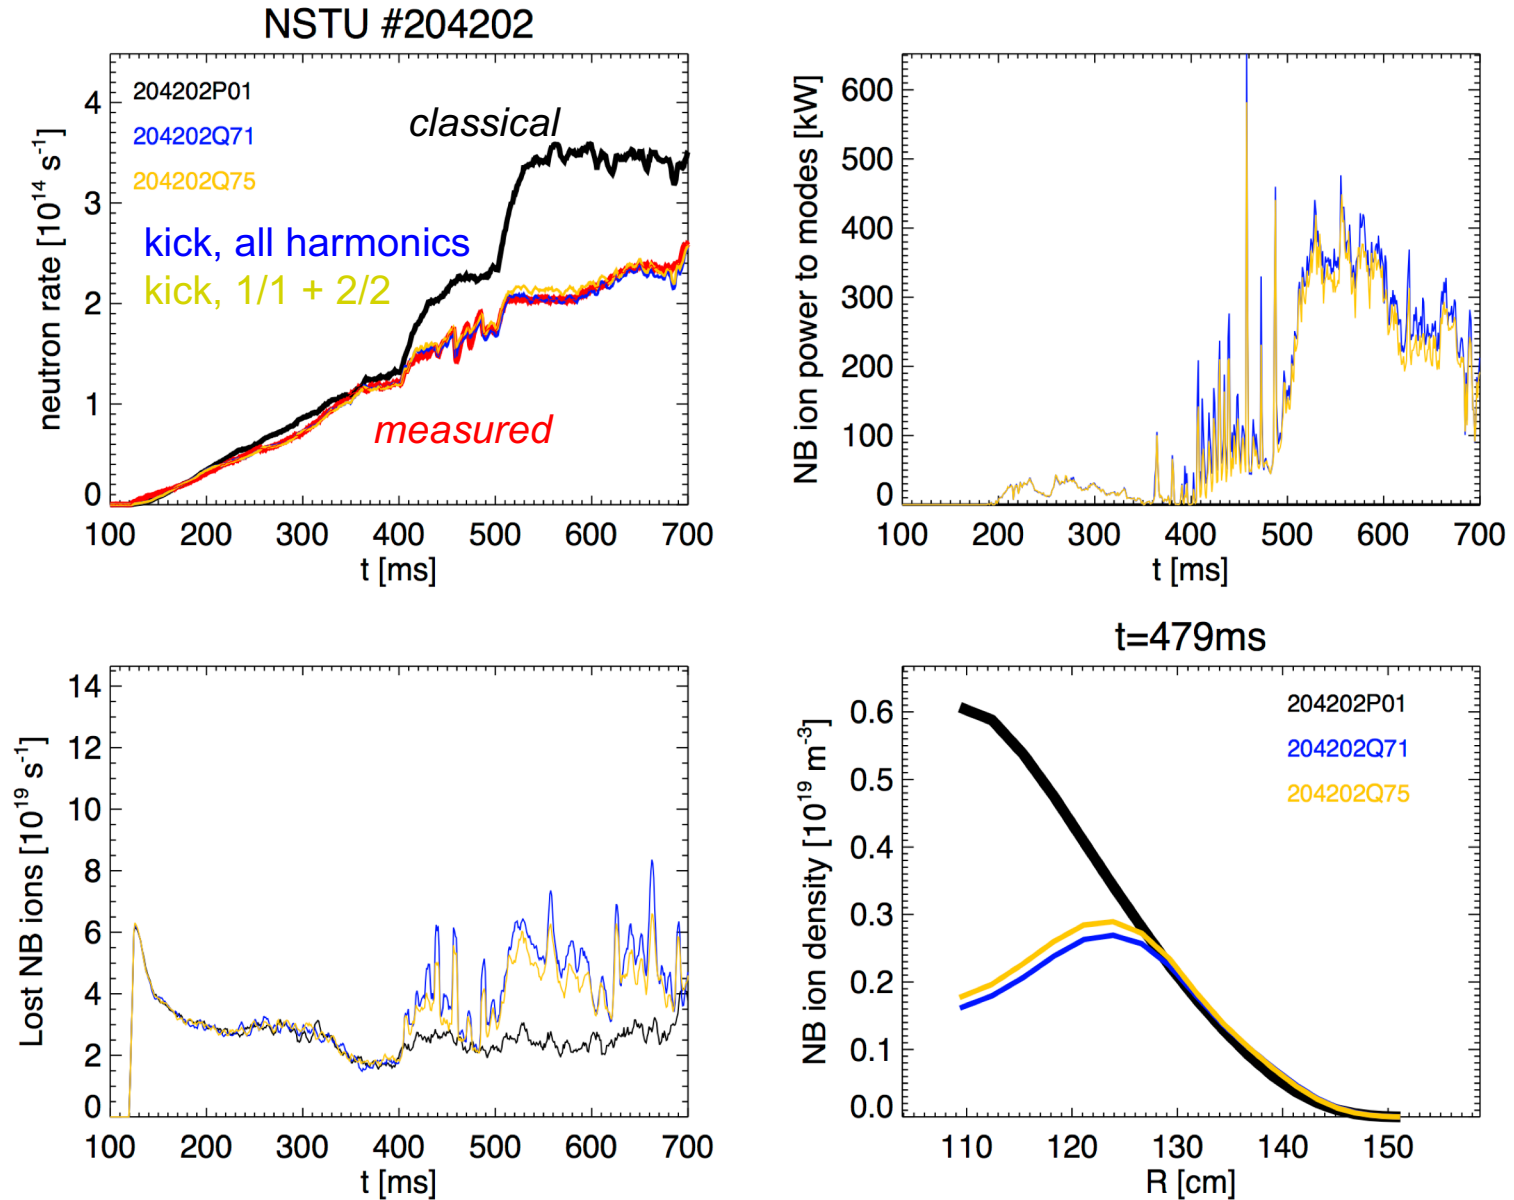 NSTU #204202
204202P01
204202Q71
204202Q75
classical
kick, all harmonics
kick, 1/1 + 2/2
measured
neutron rate [10¹⁴ s⁻¹]
4
3
2
1
0
100 200 300 400 500 600 700
t [ms]
NB ion power to modes [kW]
600
500
400
300
200
100
0
100 200 300 400 500 600 700
t [ms]
Lost NB ions [10¹⁹ s⁻¹]
14
12
10
8
6
4
2
0
100 200 300 400 500 600 700
t [ms]
t=479ms
204202P01
204202Q71
204202Q75
NB ion density [10¹⁹ m⁻³]
0.6
0.5
0.4
0.3
0.2
0.1
0.0
110 120 130 140 150
R [cm]